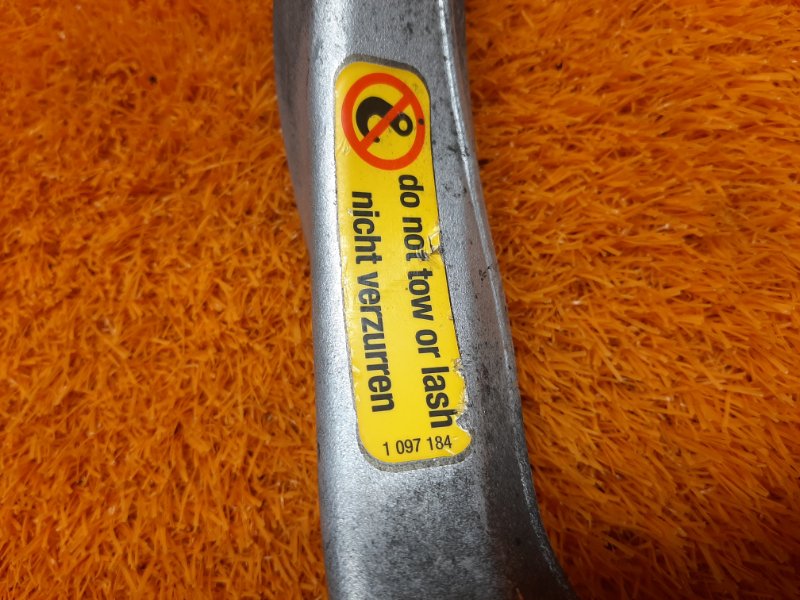 do not tow or lash
nicht verzurren
1 097 184